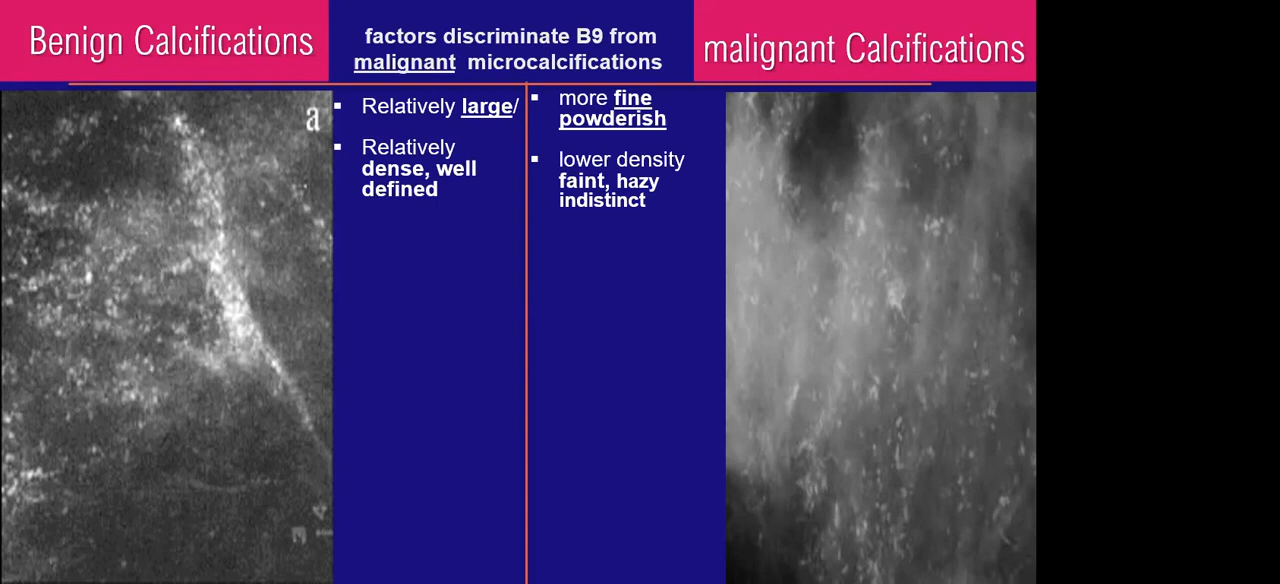 Benign Calcifications
factors discriminate B9 from
malignant microcalcifications
malignant Calcifications
a
▪ Relatively large/
▪ Relatively
dense, well
defined
▪ more fine
powderish
▪ lower density
faint, hazy
indistinct